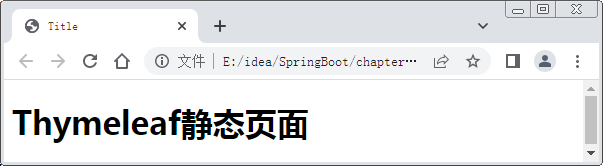 Title
文件 E:/idea/SpringBoot/chapter…
Thymeleaf静态页面